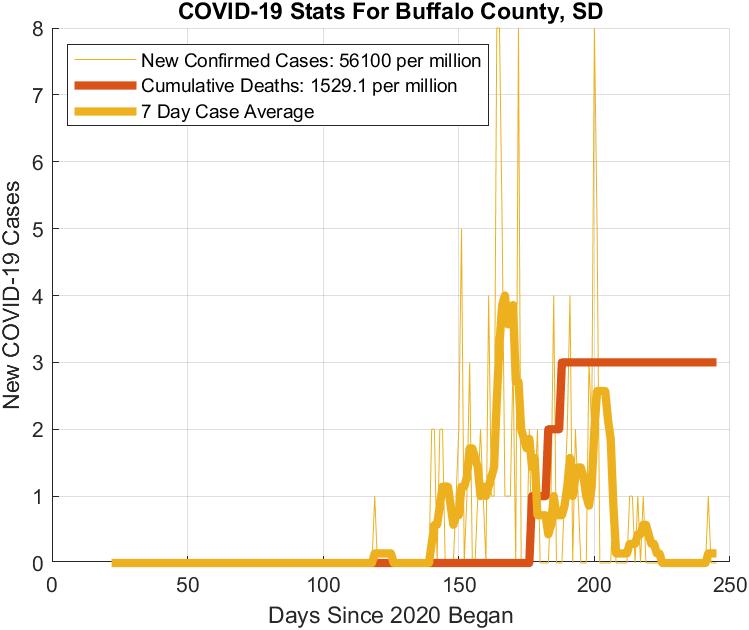 COVID-19 Stats For Buffalo County, SD
New Confirmed Cases: 56100 per million
Cumulative Deaths: 1529.1 per million
7 Day Case Average
New COVID-19 Cases
8
7
6
5
4
3
2
1
0
0 50 100 150 200 250
Days Since 2020 Began